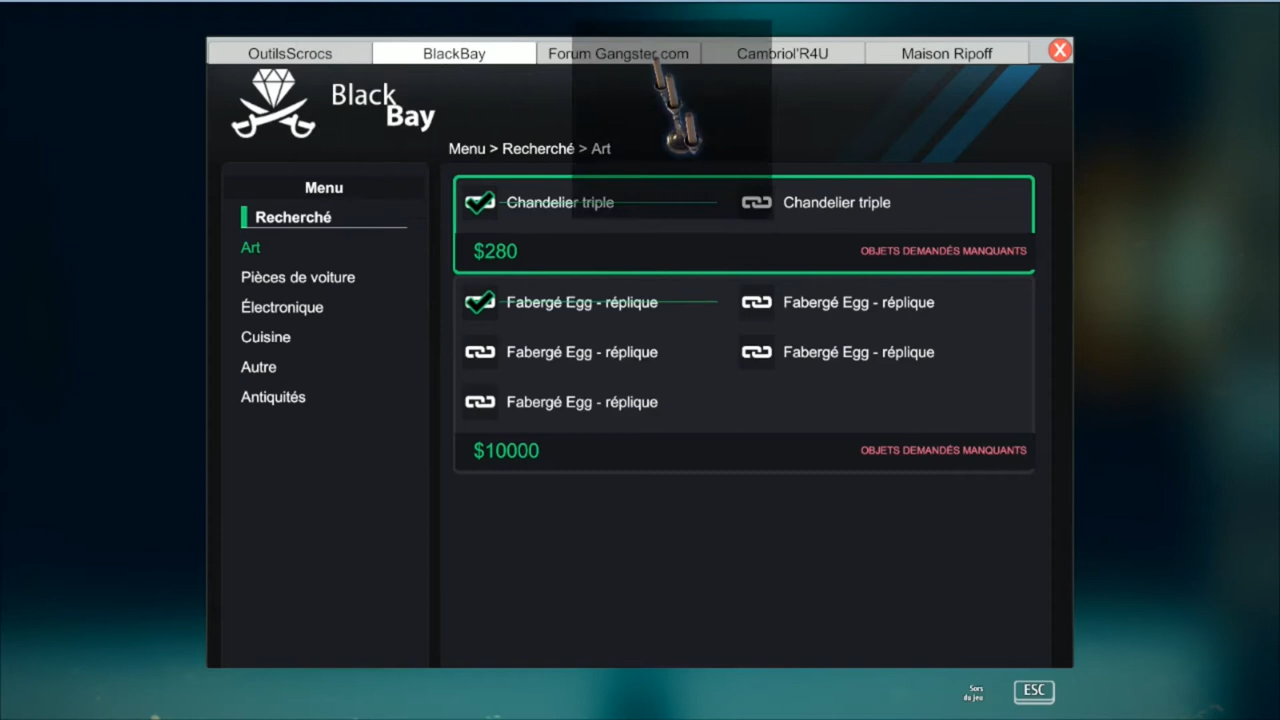 OutilsScrocs BlackBay Forum Gangster.com Cambriol'R4U Maison Ripoff X
Black
Bay
Menu > Recherché > Art
Menu
Recherché
Art
Pièces de voiture
Électronique
Cuisine
Autre
Antiquités
Chandelier triple Chandelier triple
$280 OBJETS DEMANDÉS MANQUANTS
Fabergé Egg - réplique Fabergé Egg - réplique
Fabergé Egg - réplique Fabergé Egg - réplique
Fabergé Egg - réplique
$10000 OBJETS DEMANDÉS MANQUANTS
Sors
du jeu
ESC